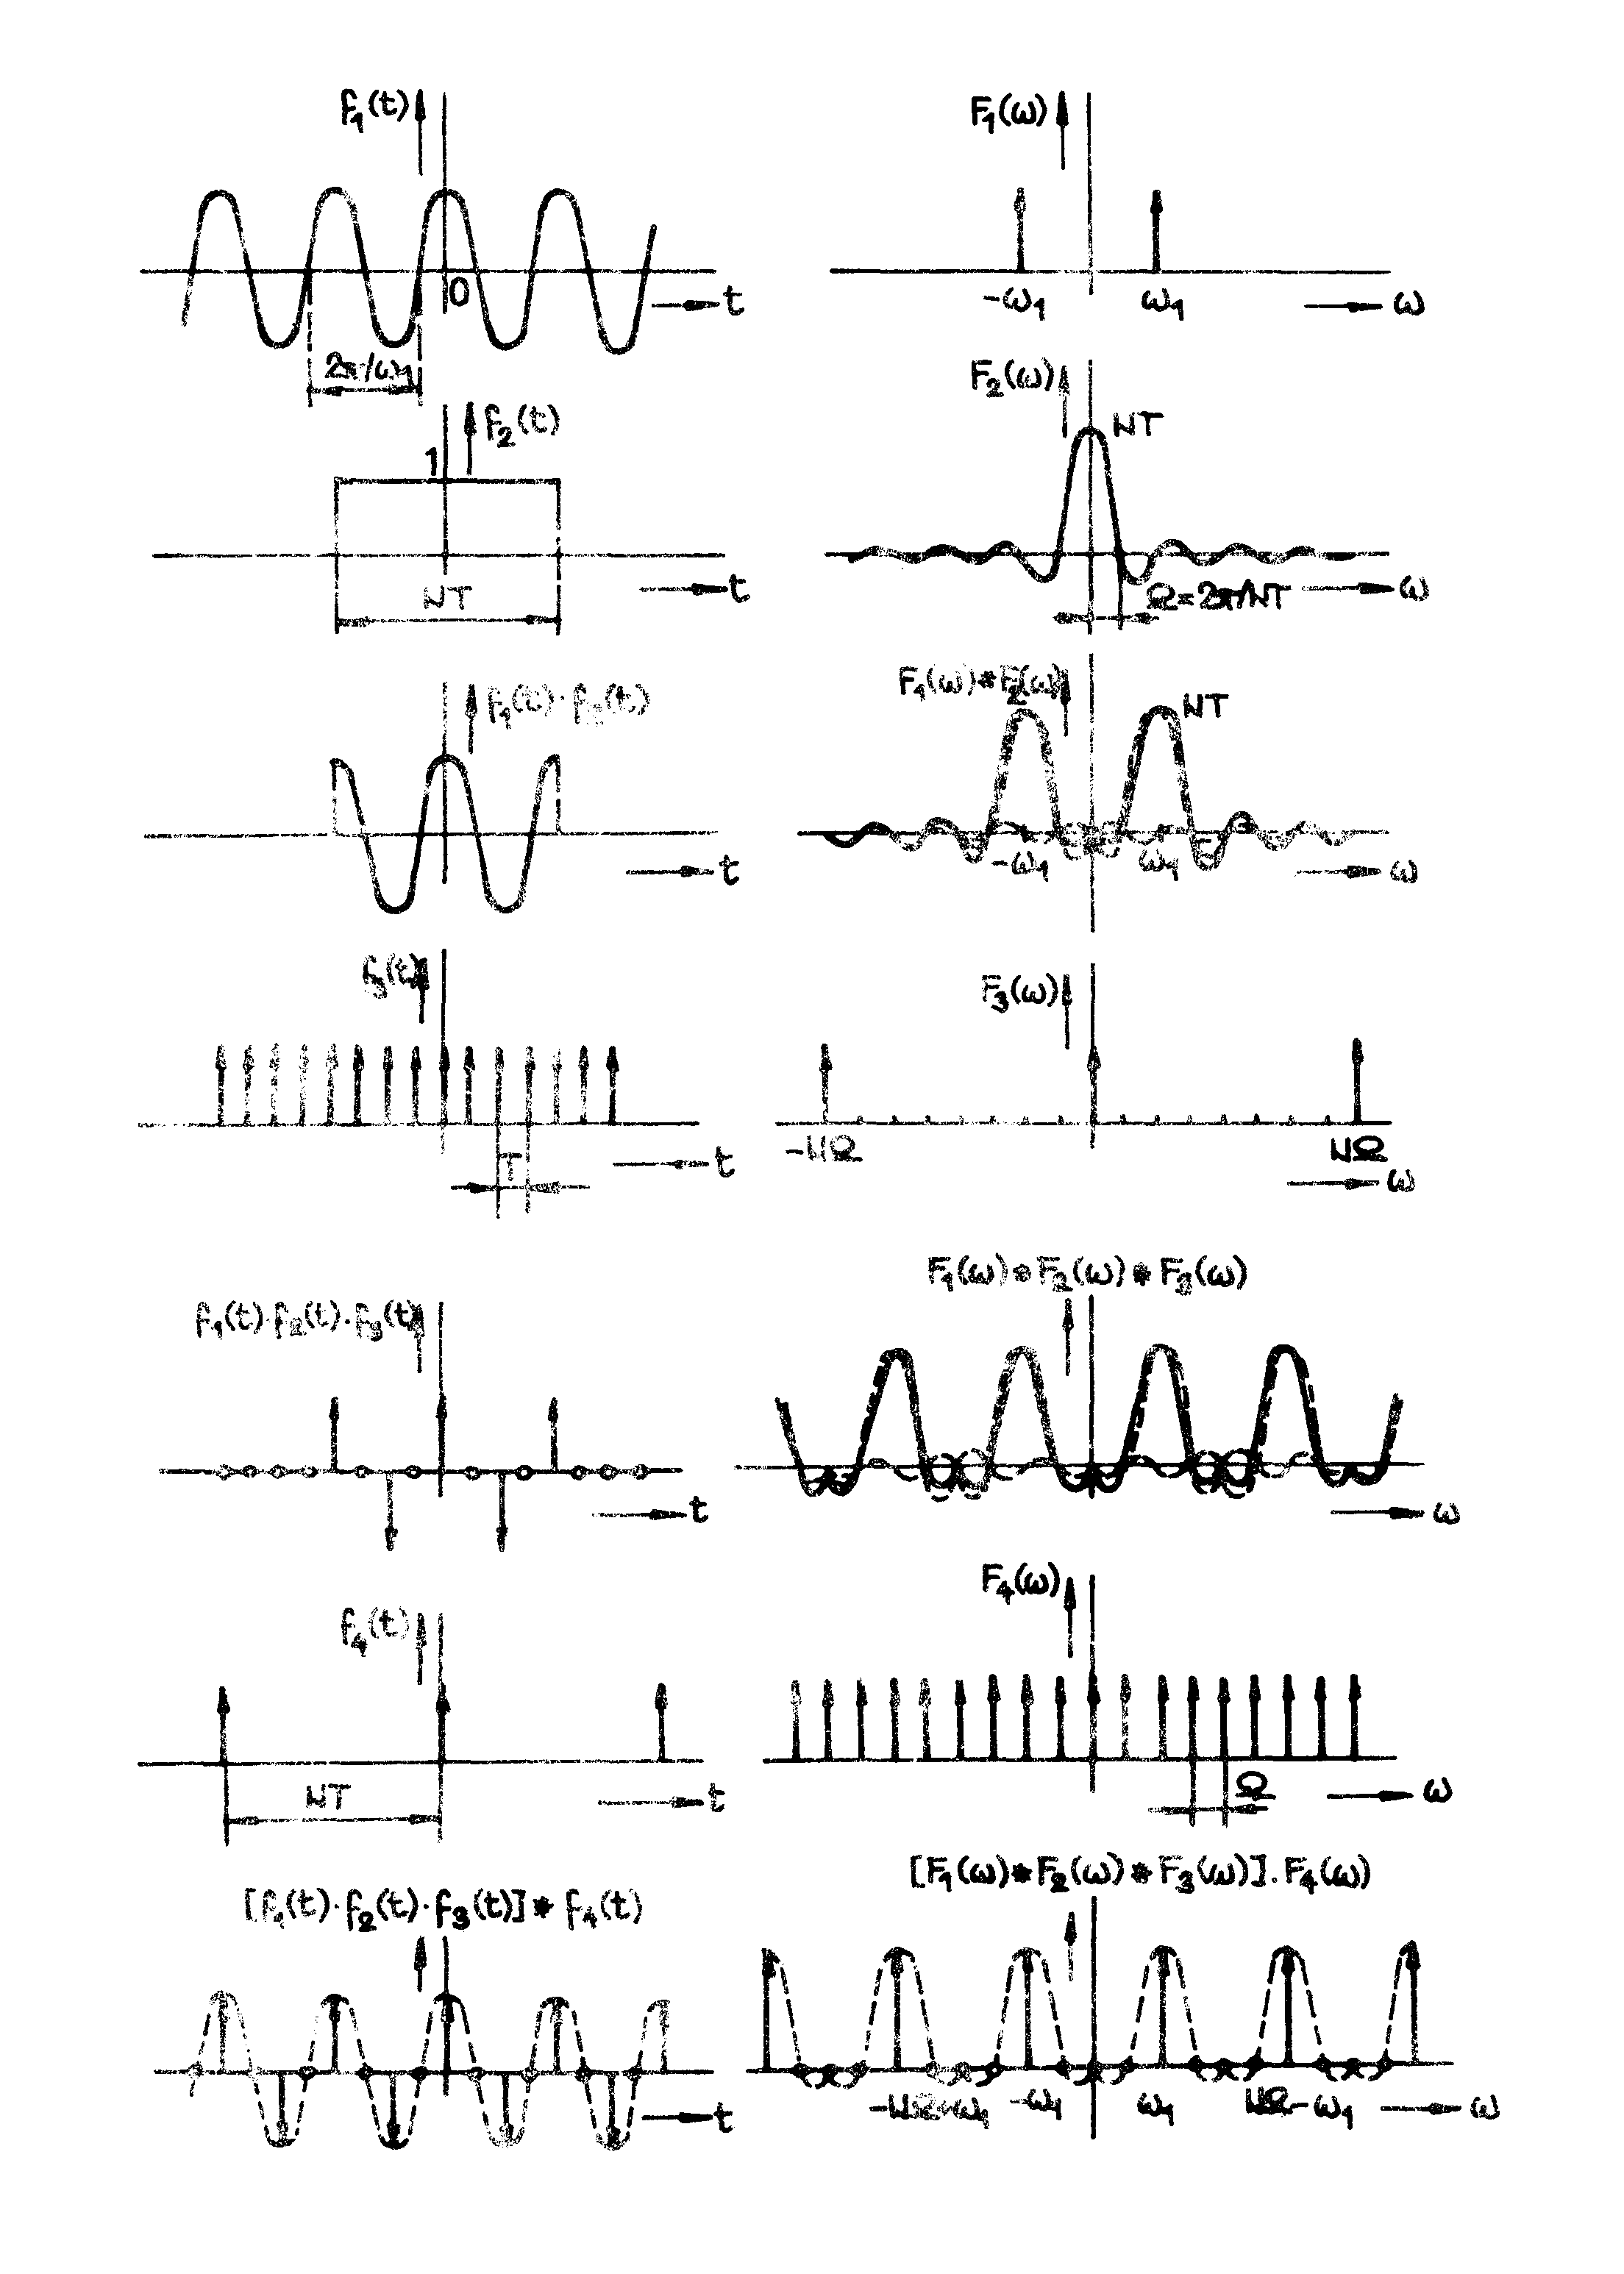 f₁(t)
0
t
2π/ω₁
F₁(ω)
-ω₁
ω₁
ω
f₂(t)
1
NT
t
F₂(ω)
NT
Ω=2π/NT
ω
f₁(t)·f₂(t)
t
F₁(ω)*F₂(ω)
NT
-ω₁
ω₁
ω
f₃(t)
T
t
F₃(ω)
-NΩ
NΩ
ω
f₁(t)·f₂(t)·f₃(t)
t
F₁(ω)*F₂(ω)*F₃(ω)
ω
f₄(t)
NT
t
F₄(ω)
Ω
ω
[f₁(t)·f₂(t)·f₃(t)]*f₄(t)
t
[F₁(ω)*F₂(ω)*F₃(ω)].F₄(ω)
-NΩ+ω₁
-ω₁
ω₁
NΩ-ω₁
ω